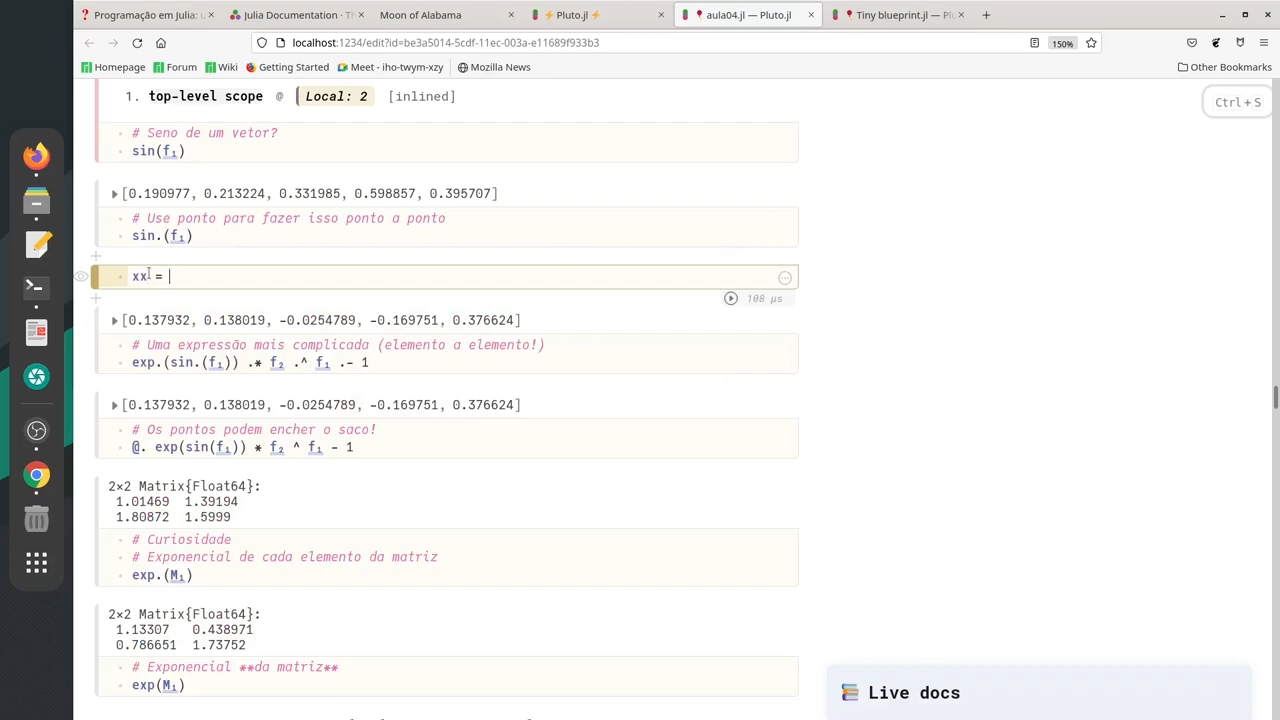 Programação em Julia: u
Julia Documentation · Th
Moon of Alabama
Pluto.jl
aula04.jl — Pluto.jl
Tiny blueprint.jl — Plu
localhost:1234/edit?id=be3a5014-5cdf-11ec-003a-e11689f933b3
150%
Homepage
Forum
Wiki
Getting Started
Meet - iho-twym-xzy
Mozilla News
Other Bookmarks
1. top-level scope @ Local: 2 [inlined]
Ctrl + S
# Seno de um vetor?
sin(f₁)
[0.190977, 0.213224, 0.331985, 0.598857, 0.395707]
# Use ponto para fazer isso ponto a ponto
sin.(f₁)
xx =
108 μs
[0.137932, 0.138019, -0.0254789, -0.169751, 0.376624]
# Uma expressão mais complicada (elemento a elemento!)
exp.(sin.(f₁)) .* f₂ .^ f₁ .- 1
[0.137932, 0.138019, -0.0254789, -0.169751, 0.376624]
# Os pontos podem encher o saco!
@. exp(sin(f₁)) * f₂ ^ f₁ - 1
2×2 Matrix{Float64}:
1.01469 1.39194
1.80872 1.5999
# Curiosidade
# Exponencial de cada elemento da matriz
exp.(M₁)
2×2 Matrix{Float64}:
1.13307 0.438971
0.786651 1.73752
# Exponencial **da matriz**
exp(M₁)
Live docs